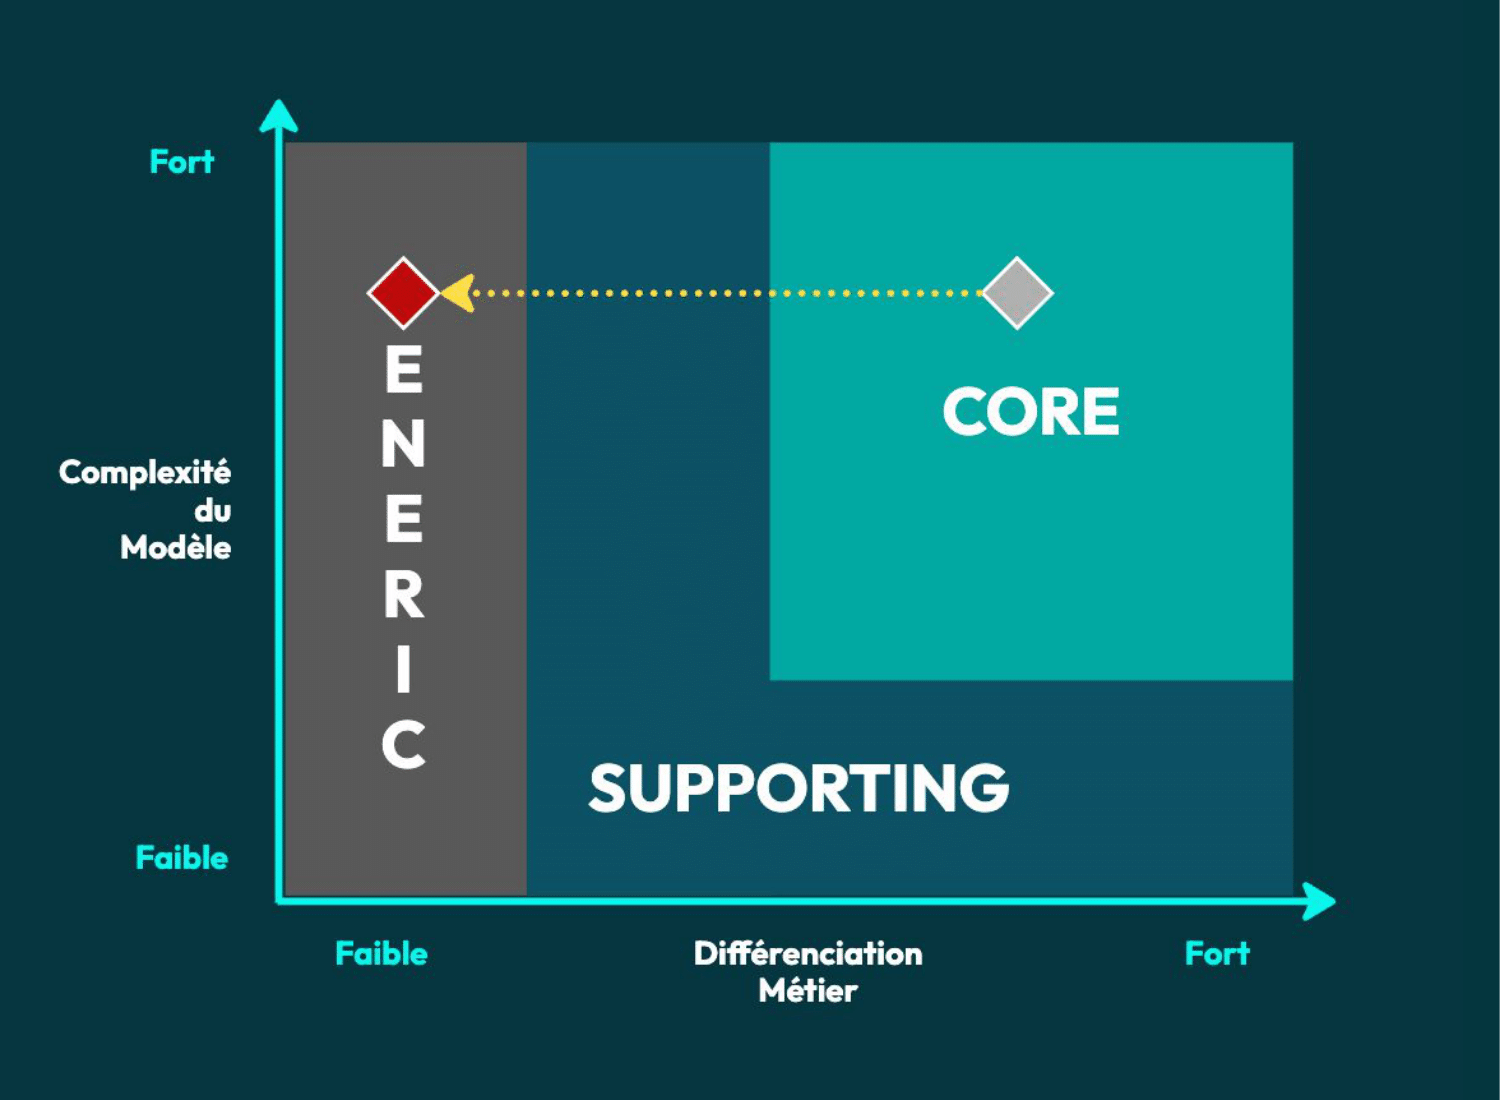 Fort
CORE
E
N
E
R
I
C
Complexité
du
Modèle
SUPPORTING
Faible
Faible
Différenciation
Métier
Fort